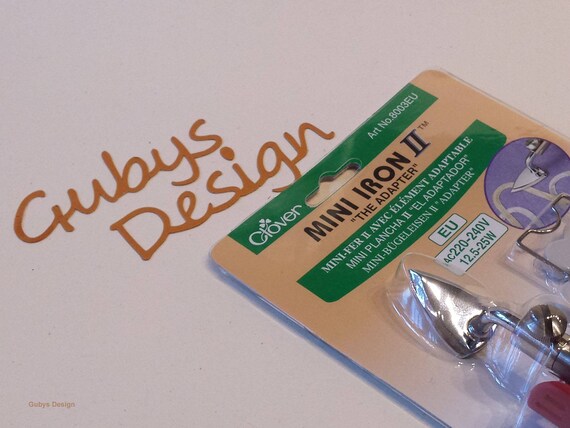 Gubys
Design
Art No.8003EU
Clover
MINI IRON II™
"THE ADAPTER"
MINI-FER II AVEC ÉLÉMENT ADAPTABLE
MINI PLANCHA II "EL ADAPTADOR"
MINI-BÜGELEISEN II "ADAPTER"
EU
AC220-240V
12.5-25W
Gubys Design